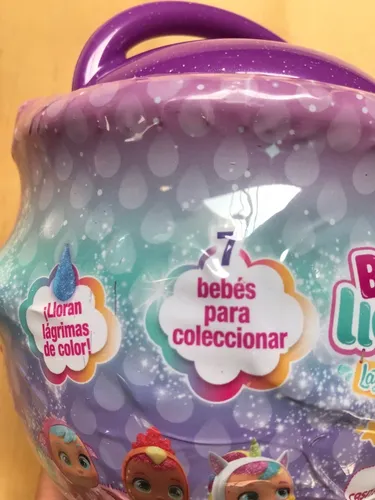 ¡Lloran
lágrimas
de color!
7
bebés
para
coleccionar